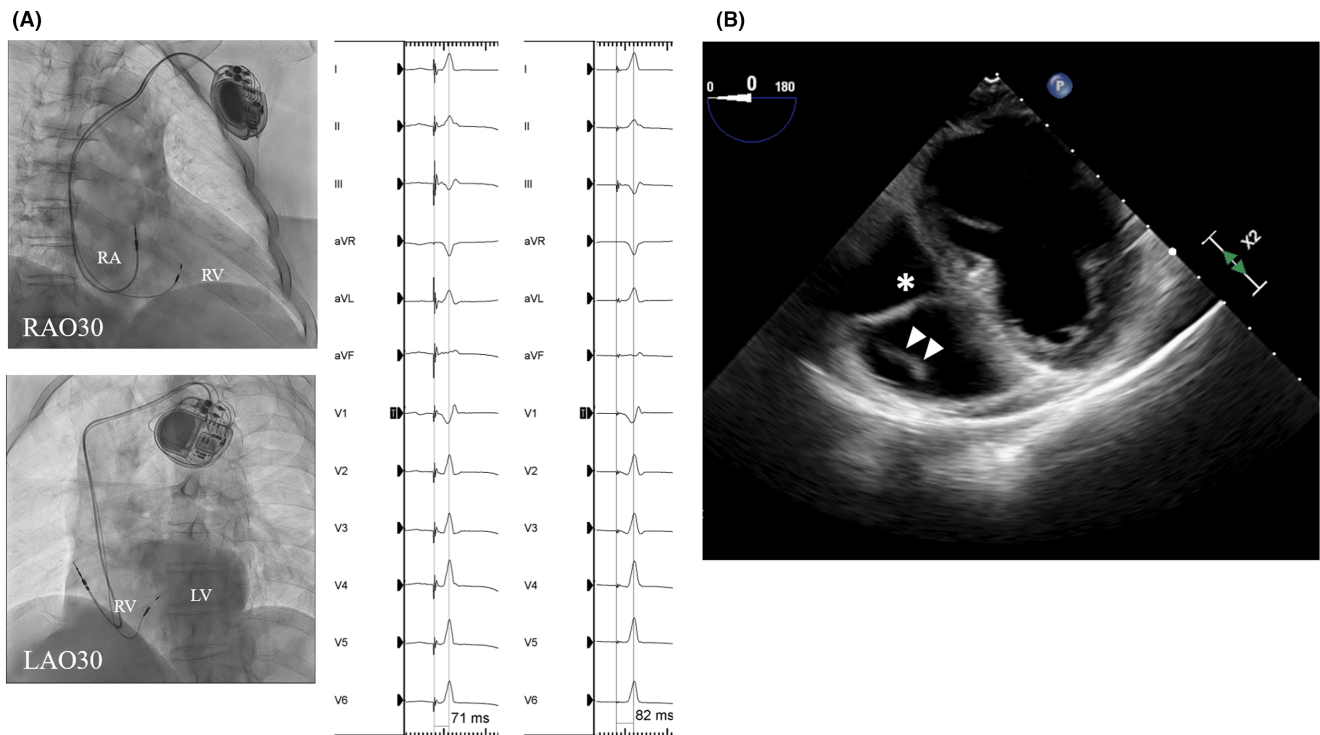 (A)
(B)
RA
RV
RAO30
RV
LV
LAO30
I
II
III
aVR
aVL
aVF
V1
V2
V3
V4
V5
V6
T
71 ms
I
II
III
aVR
aVL
aVF
V1
V2
V3
V4
V5
V6
T
82 ms
0 0 180
P
*
X2